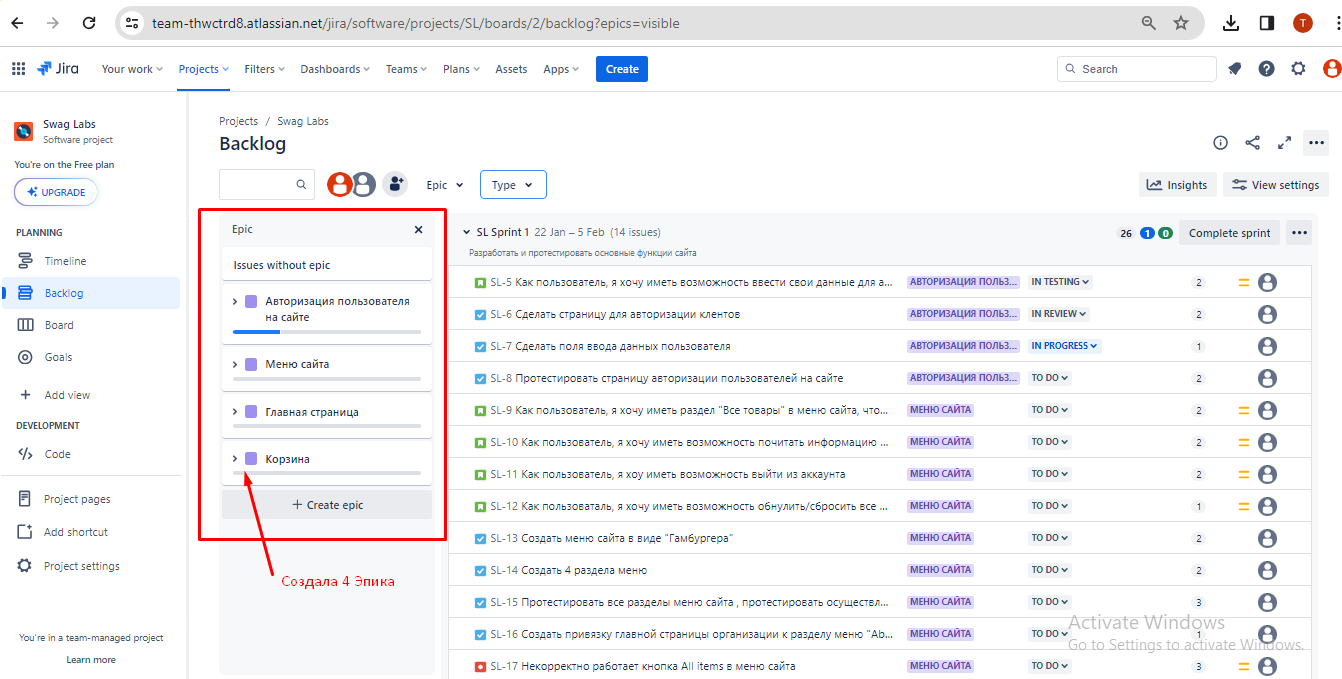 team-thwctrd8.atlassian.net/jira/software/projects/SL/boards/2/backlog?epics=visible
T
Jira Your work Projects Filters Dashboards Teams Plans Assets Apps Create Search
Swag Labs
Software project
You're on the Free plan
UPGRADE
PLANNING
Timeline
Backlog
Board
Goals
Add view
DEVELOPMENT
Code
Project pages
Add shortcut
Project settings
You're in a team-managed project
Learn more
Projects / Swag Labs
Backlog
Epic Type Insights View settings
Epic
Issues without epic
Авторизация пользователя
на сайте
Меню сайта
Главная страница
Корзина
+ Create epic
Создала 4 Эпика
SL Sprint 1 22 Jan – 5 Feb (14 issues) 26 1 0 Complete sprint
Разработать и протестировать основные функции сайта
SL-5 Как пользователь, я хочу иметь возможность ввести свои данные для а... АВТОРИЗАЦИЯ ПОЛЬЗ... IN TESTING 2
SL-6 Сделать страницу для авторизации клентов АВТОРИЗАЦИЯ ПОЛЬЗ... IN REVIEW 2
SL-7 Сделать поля ввода данных пользователя АВТОРИЗАЦИЯ ПОЛЬЗ... IN PROGRESS 1
SL-8 Протестировать страницу авторизации пользователей на сайте АВТОРИЗАЦИЯ ПОЛЬЗ... TO DO 2
SL-9 Как пользователь, я хочу иметь раздел "Все товары" в меню сайта, что... МЕНЮ САЙТА TO DO 2
SL-10 Как пользователь, я хочу иметь возможность почитать информацию ... МЕНЮ САЙТА TO DO 2
SL-11 Как пользователь, я хоу иметь возможность выйти из аккаунта МЕНЮ САЙТА TO DO 2
SL-12 Как пользователь, я хочу иметь возможность обнулить/сбросить все ... МЕНЮ САЙТА TO DO 1
SL-13 Создать меню сайта в виде "Гамбургера" МЕНЮ САЙТА TO DO 2
SL-14 Создать 4 раздела меню МЕНЮ САЙТА TO DO 2
SL-15 Протестировать все разделы меню сайта , протестировать осуществл... МЕНЮ САЙТА TO DO 3
SL-16 Создать привязку главной страницы организации к разделу меню "Ab... МЕНЮ САЙТА TO DO 1
SL-17 Некорректно работает кнопка All items в меню сайта МЕНЮ САЙТА TO DO 3
Activate Windows
Go to Settings to activate Windows.